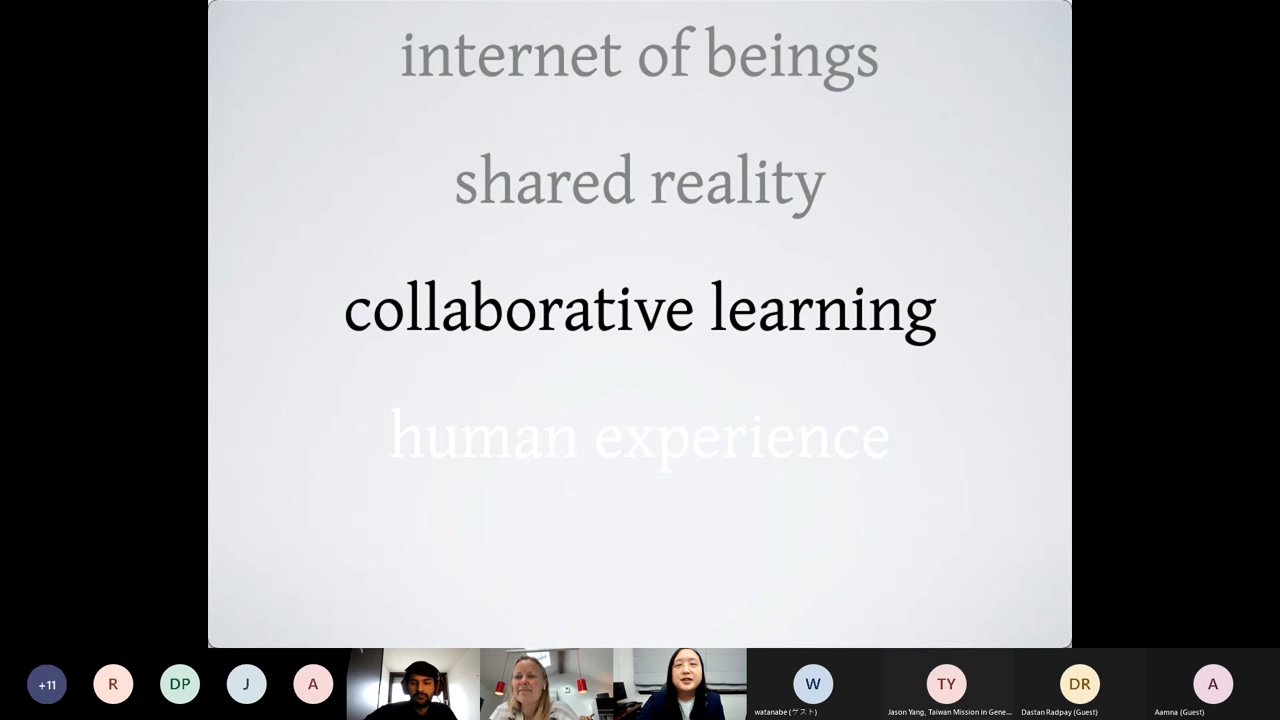 internet of beings
shared reality
collaborative learning
human experience
+11
R
DP
J
A
W
TY
DR
A
watanabe (ゲスト)
Jason Yang, Taiwan Mission in Gene...
Dastan Radpay (Guest)
Aamna (Guest)